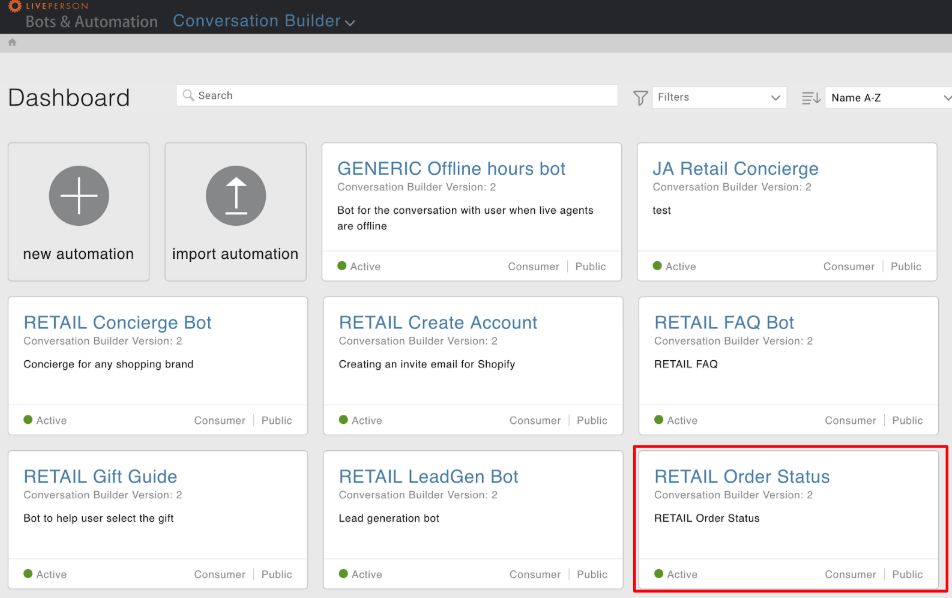 LIVEPERSON
Bots & Automation Conversation Builder
Dashboard
Search
Filters
Name A-Z
new automation
import automation
GENERIC Offline hours bot
Conversation Builder Version: 2
Bot for the conversation with user when live agents
are offline
Active Consumer Public
JA Retail Concierge
Conversation Builder Version: 2
test
Active Consumer Public
RETAIL Concierge Bot
Conversation Builder Version: 2
Concierge for any shopping brand
Active Consumer Public
RETAIL Create Account
Conversation Builder Version: 2
Creating an invite email for Shopify
Active Consumer Public
RETAIL FAQ Bot
Conversation Builder Version: 2
RETAIL FAQ
Active Consumer Public
RETAIL Gift Guide
Conversation Builder Version: 2
Bot to help user select the gift
Active Consumer Public
RETAIL LeadGen Bot
Conversation Builder Version: 2
Lead generation bot
Active Consumer Public
RETAIL Order Status
Conversation Builder Version: 2
RETAIL Order Status
Active Consumer Public